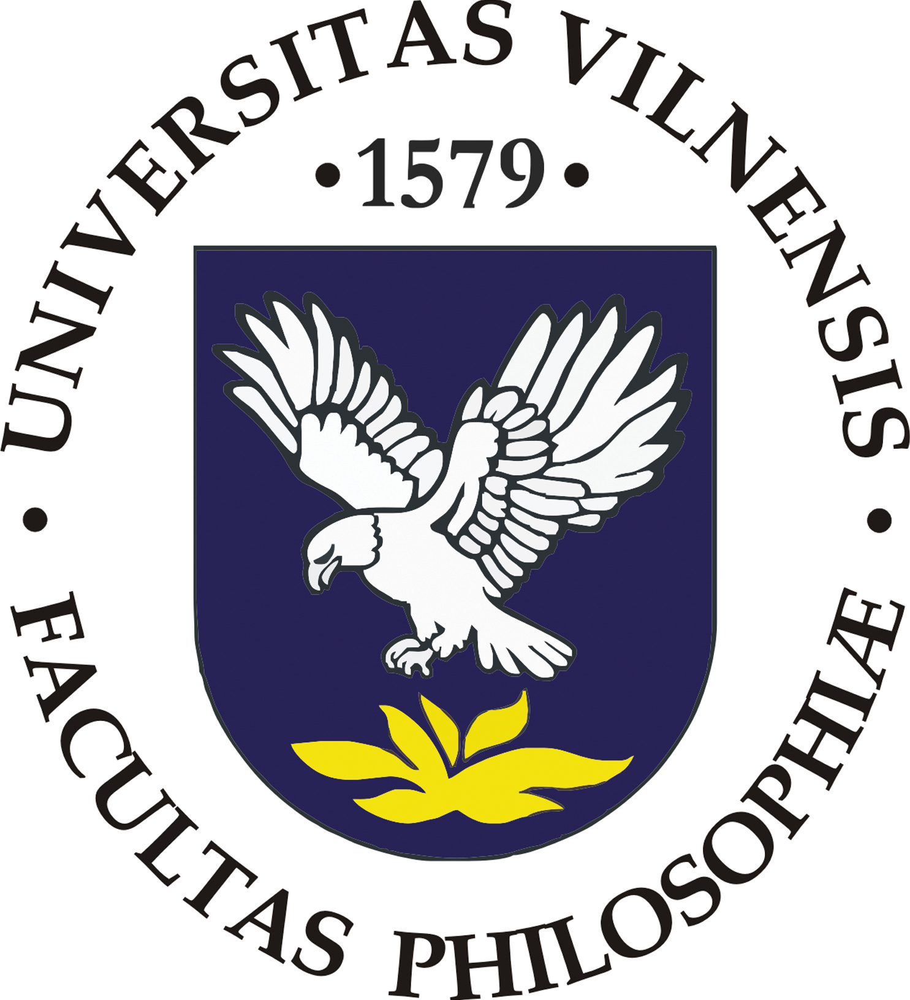 UNIVERSITAS VILNENSIS
•1579•
• FACULTAS PHILOSOPHIÆ •